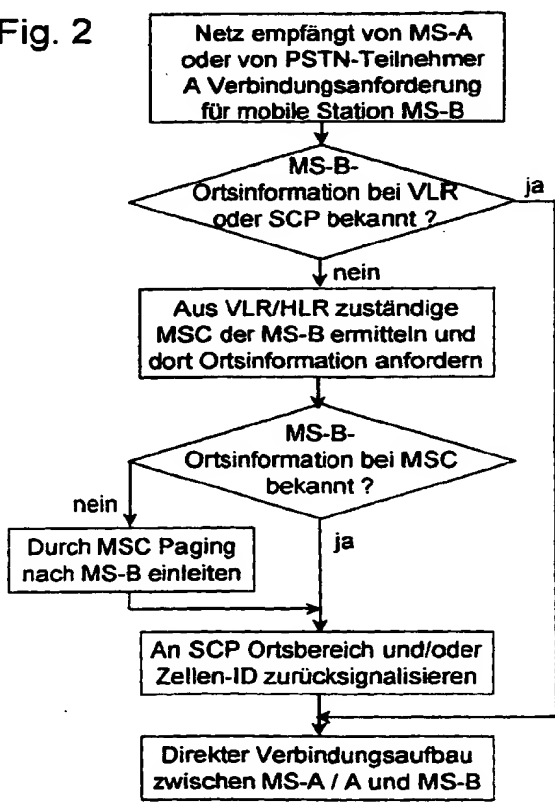 Fig. 2
Netz empfängt von MS-A
oder von PSTN-Teilnehmer
A Verbindungsanforderung
für mobile Station MS-B
MS-B-
Ortsinformation bei VLR
oder SCP bekannt ?
ja
nein
Aus VLR/HLR zuständige
MSC der MS-B ermitteln und
dort Ortsinformation anfordern
MS-B-
Ortsinformation bei MSC
bekannt ?
nein
ja
Durch MSC Paging
nach MS-B einleiten
An SCP Ortsbereich und/oder
Zellen-ID zurücksignalisieren
Direkter Verbindungsaufbau
zwischen MS-A / A und MS-B